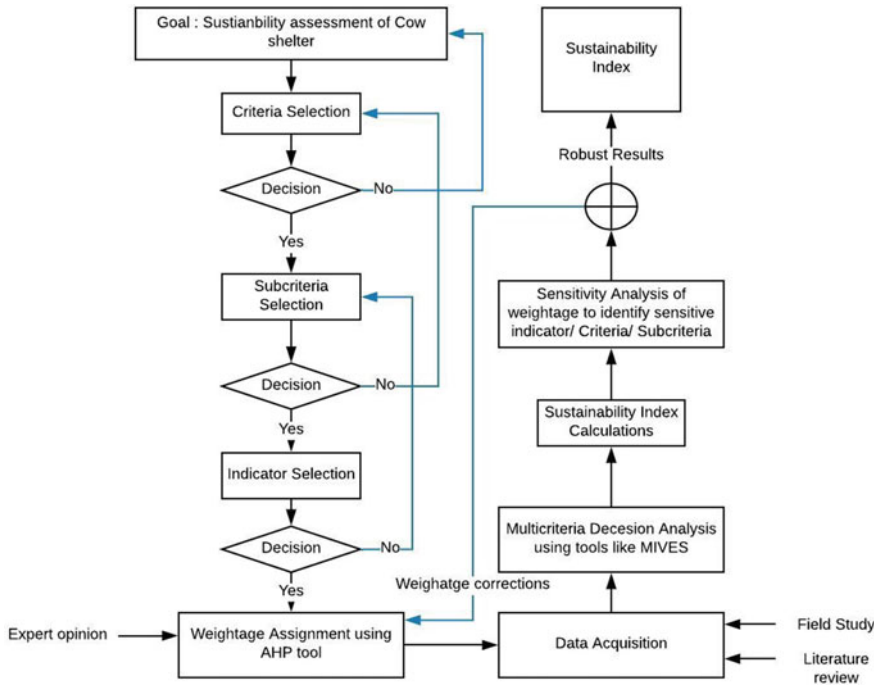 Goal : Sustianbility assessment of Cow
shelter
Criteria Selection
Decision
No
Yes
Subcriteria
Selection
Decision
No
Yes
Indicator Selection
Decision
No
Yes
Expert opinion
Weightage Assignment using
AHP tool
Weighatge corrections
Sustainability
Index
Robust Results
Sensitivity Analysis of
weightage to identify sensitive
indicator/ Criteria/ Subcriteria
Sustainability Index
Calculations
Multicriteria Decesion Analysis
using tools like MIVES
Data Acquisition
Field Study
Literature
review